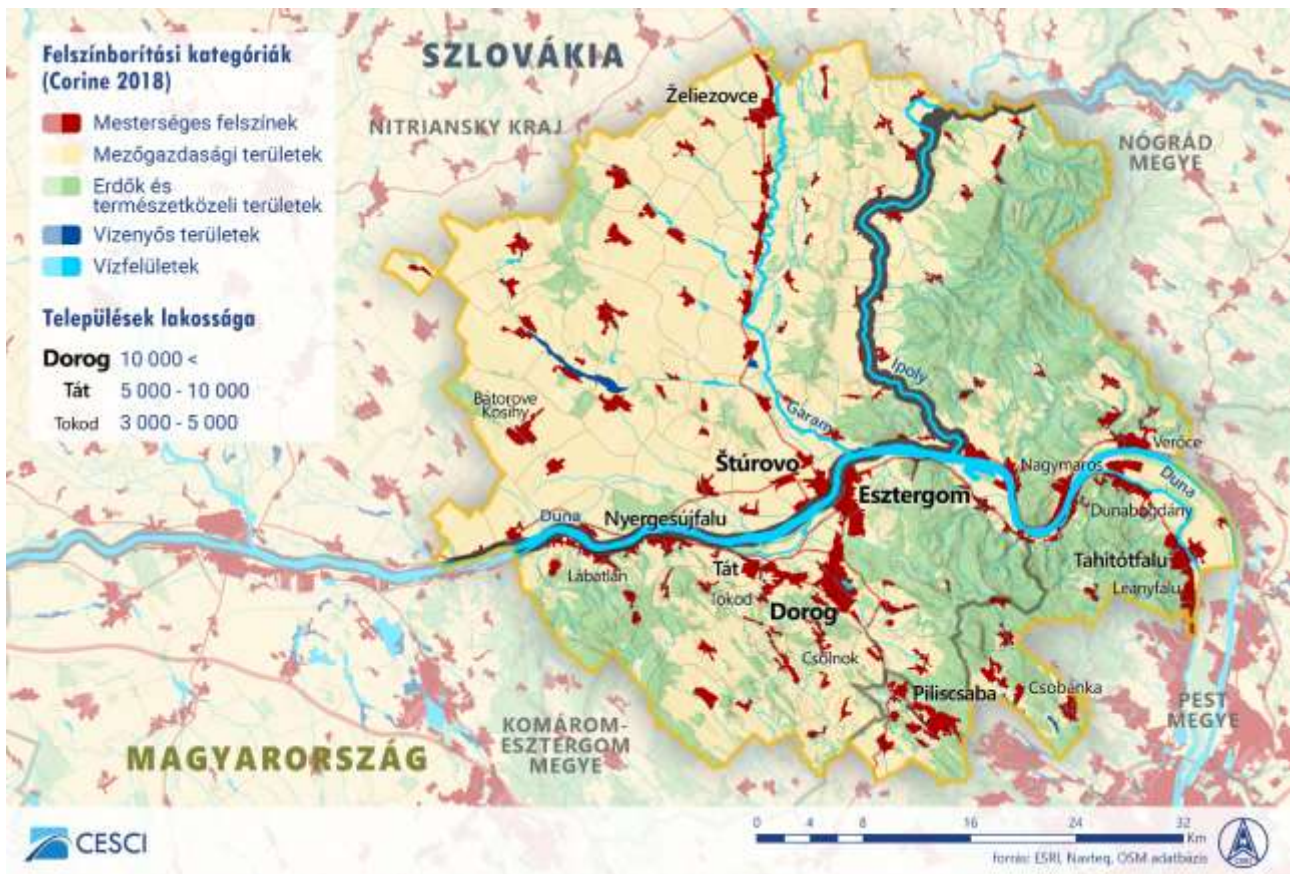 Felszínborítási kategóriák
(Corine 2018)
Mesterséges felszínek
Mezőgazdasági területek
Erdők és
természetközeli területek
Vizenyős területek
Vízfelületek
Települések lakossága
Dorog 10 000 <
Tát 5 000 - 10 000
Tokod 3 000 - 5 000
SZLOVÁKIA
Želiezovce
NITRIANSKY KRAJ
NÓGRÁD
MEGYE
Ipoly
Garam
Bátorove
Kosihy
Štúrovo
Esztergom
Nagymaros
Verőce
Duna
Dunabogdány
Duna
Nyergesújfalu
Lábatlan
Tát
Tokod
Dorog
Tahitótfalu
Leányfalu
Csolnok
Piliscsaba
Csobánka
PEST
MEGYE
KOMÁROM-
ESZTERGOM
MEGYE
MAGYARORSZÁG
CESCI
0 4 8 16 24 32
Km
forrás: ESRI, Navteq, OSM adatbázis